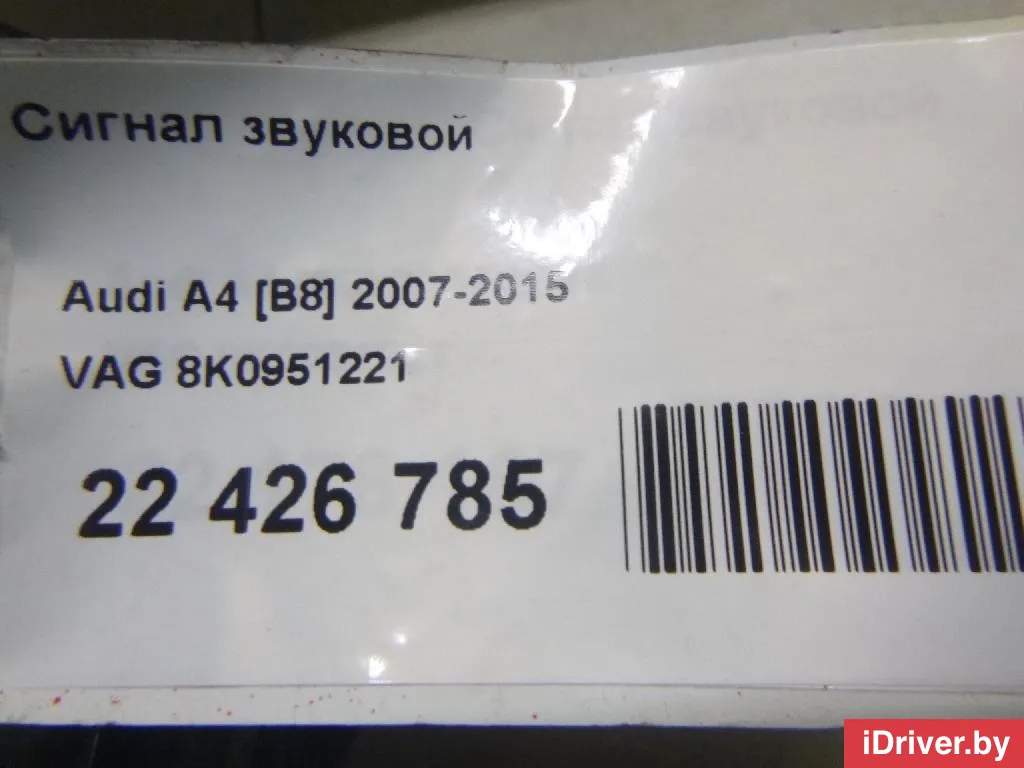 Сигнал звуковой
Audi A4 [B8] 2007-2015
VAG 8K0951221
22 426 785
iDriver.by